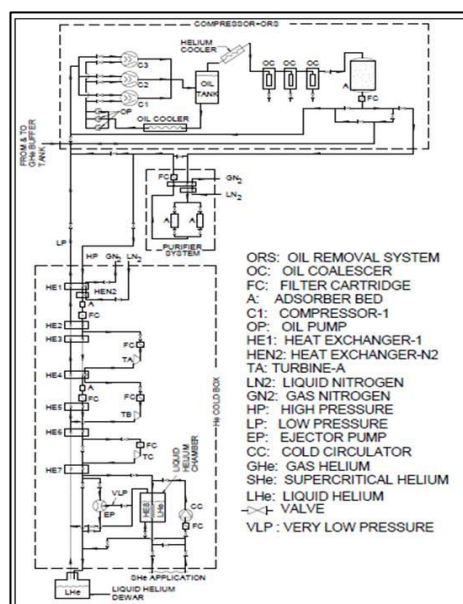 COMPRESSOR+ORS
HELIUM
COOLER
C3
C2
C1
OIL
TANK
OC
OC
OC
A
FC
OP
OIL COOLER
FROM & TO
GHe BUFFER
TANK
FC
GN2
LN2
A
A
PURIFIER
SYSTEM
LP
HP
GN2
LN2
HE1
HEN2
A
FC
HE2
HE3
FC
TA
HE4
A
FC
FC
TB
HE5
HE6
FC
TC
HE7
He COLD BOX
LIQUID
HELIUM
CHAMBER
VLP
EP
HE8
LHe
CC
FC
SHe APPLICATION
LHe
LIQUID HELIUM
DEWAR
ORS: OIL REMOVAL SYSTEM
OC: OIL COALESCER
FC: FILTER CARTRIDGE
A: ADSORBER BED
C1: COMPRESSOR-1
OP: OIL PUMP
HE1: HEAT EXCHANGER-1
HEN2: HEAT EXCHANGER-N2
TA: TURBINE-A
LN2: LIQUID NITROGEN
GN2: GAS NITROGEN
HP: HIGH PRESSURE
LP: LOW PRESSURE
EP: EJECTOR PUMP
CC: COLD CIRCULATOR
GHe: GAS HELIUM
SHe: SUPERCRITICAL HELIUM
LHe: LIQUID HELIUM
VALVE
VLP : VERY LOW PRESSURE